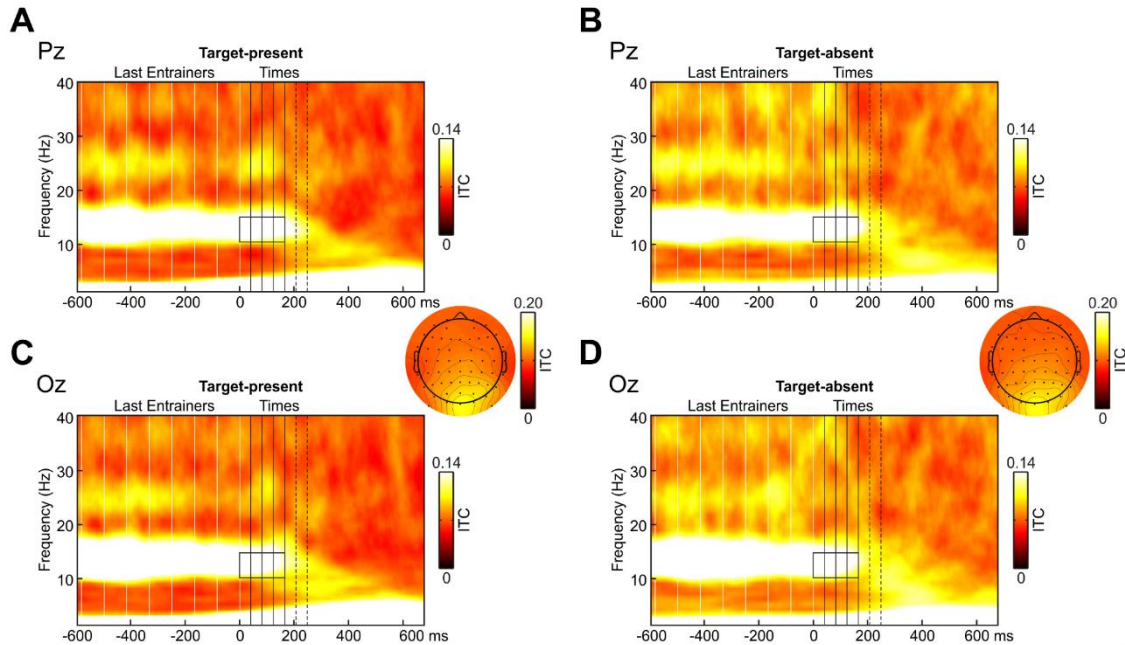 A
Pz
Target-present
Last Entrainers Times
40
30
20
10
Frequency (Hz)
-600 -400 -200 0 200 400 600 ms
0.14
ITC
0
B
Pz
Target-absent
Last Entrainers Times
40
30
20
10
Frequency (Hz)
-600 -400 -200 0 200 400 600 ms
0.14
ITC
0
0.20
ITC
0
0.20
ITC
0
C
Oz
Target-present
Last Entrainers Times
40
30
20
10
Frequency (Hz)
-600 -400 -200 0 200 400 600 ms
0.14
ITC
0
D
Oz
Target-absent
Last Entrainers Times
40
30
20
10
Frequency (Hz)
-600 -400 -200 0 200 400 600 ms
0.14
ITC
0